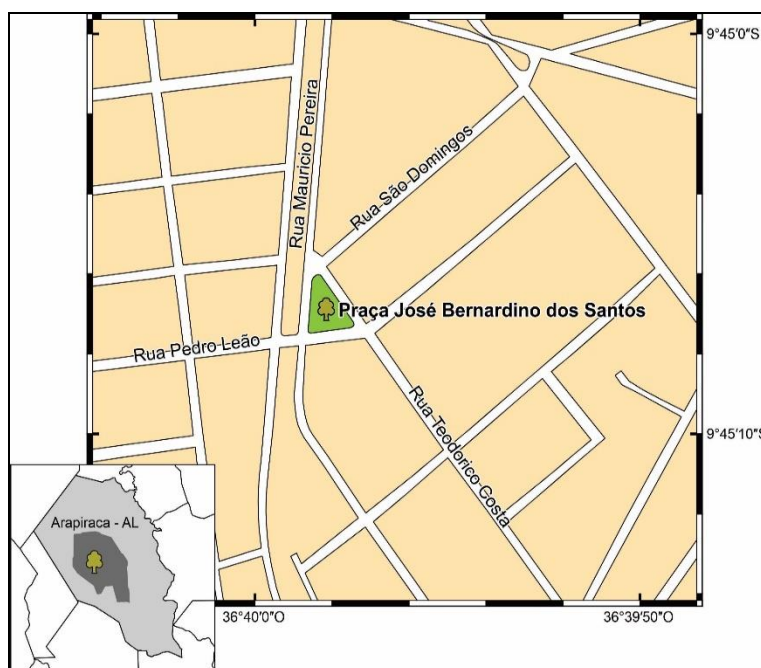 9°45'0"S
Rua Mauricio Pereira
Rua São Domingos
Praça José Bernardino dos Santos
Rua Pedro Leão
Rua Teodorico Costa
9°45'10"S
Arapiraca - AL
36°40'0"O
36°39'50"O